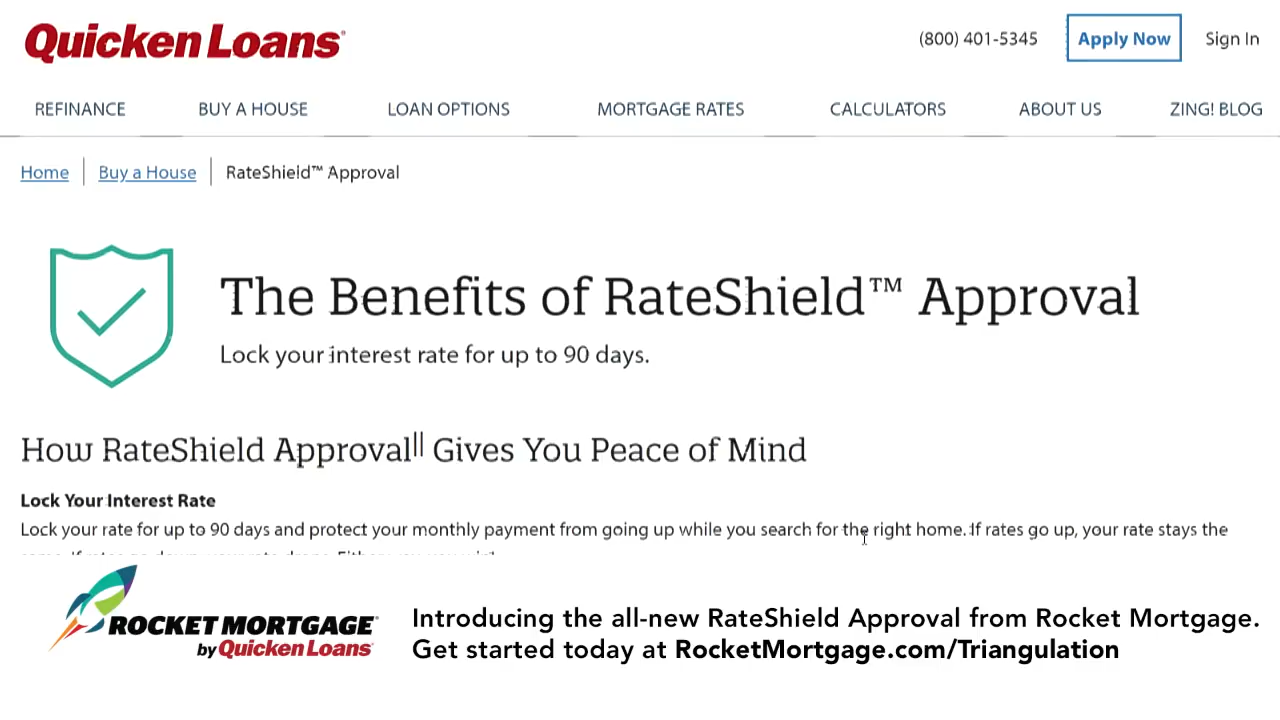 Quicken Loans
(800) 401-5345
Apply Now
Sign In
REFINANCE
BUY A HOUSE
LOAN OPTIONS
MORTGAGE RATES
CALCULATORS
ABOUT US
ZING! BLOG
Home | Buy a House | RateShield™ Approval
The Benefits of RateShield™ Approval
Lock your interest rate for up to 90 days.
How RateShield Approval|| Gives You Peace of Mind
Lock Your Interest Rate
Lock your rate for up to 90 days and protect your monthly payment from going up while you search for the right home. If rates go up, your rate stays the
ROCKET MORTGAGE
by Quicken Loans
Introducing the all-new RateShield Approval from Rocket Mortgage.
Get started today at RocketMortgage.com/Triangulation